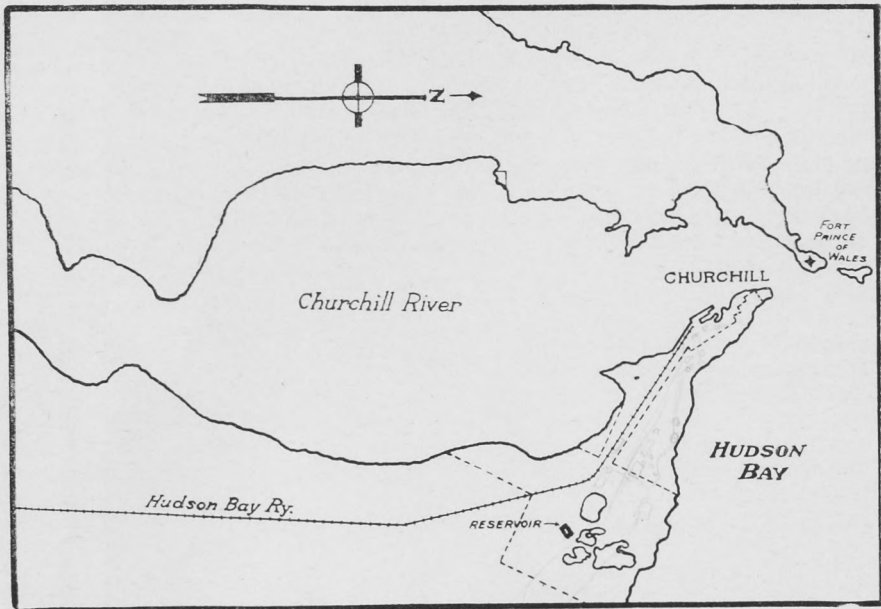 N
FORT
PRINCE
OF
WALES
CHURCHILL
Churchill River
HUDSON
BAY
Hudson Bay Ry.
RESERVOIR